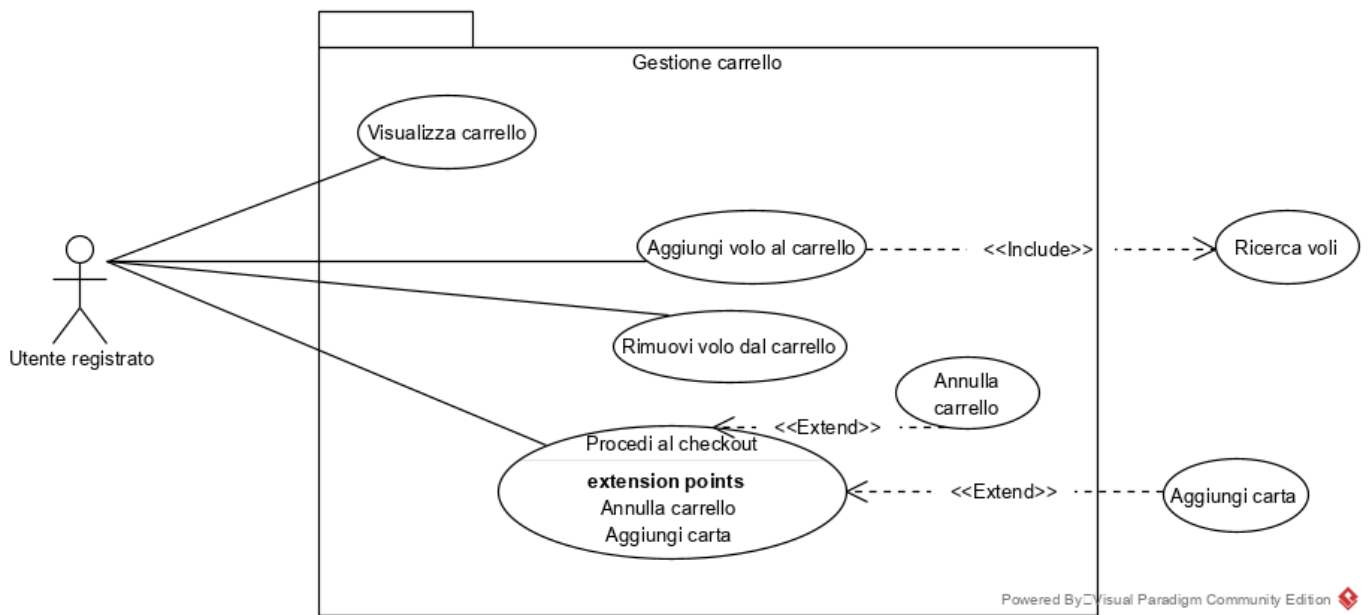 Gestione carrello
Visualizza carrello
Aggiungi volo al carrello
<<Include>>
Ricerca voli
Utente registrato
Rimuovi volo dal carrello
Annulla
carrello
<<Extend>>
Procedi al checkout
extension points
Annulla carrello
Aggiungi carta
<<Extend>>
Aggiungi carta
Powered By Visual Paradigm Community Edition